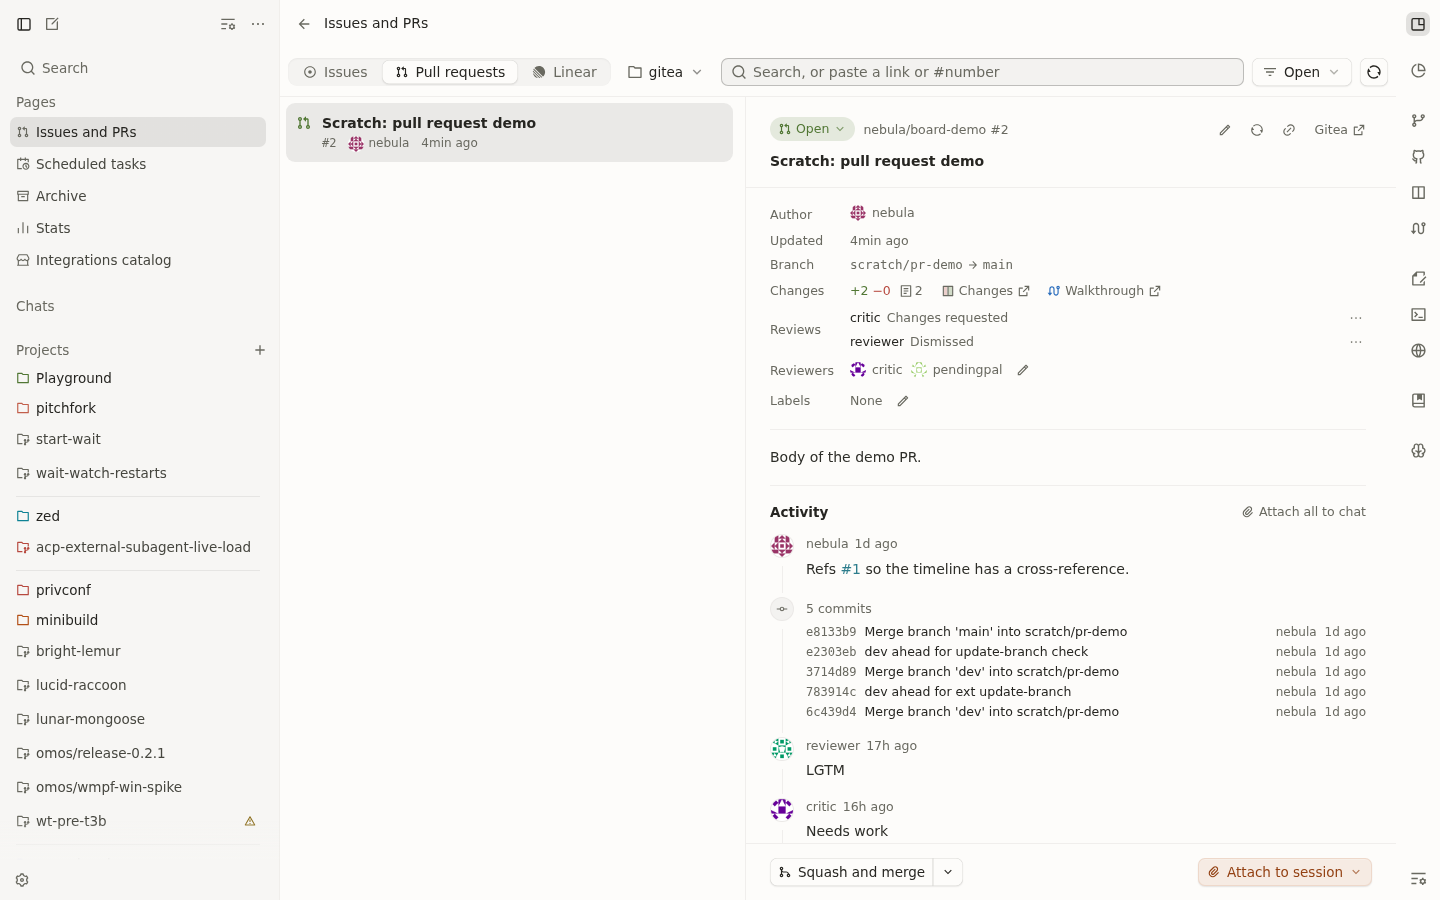 Issues and PRs
Search
Pages
Issues and PRs
Scheduled tasks
Archive
Stats
Integrations catalog
Chats
Projects
Playground
pitchfork
start-wait
wait-watch-restarts
zed
acp-external-subagent-live-load
privconf
minibuild
bright-lemur
lucid-raccoon
lunar-mongoose
omos/release-0.2.1
omos/wmpf-win-spike
wt-pre-t3b
Issues
Pull requests
Linear
gitea
Search, or paste a link or #number
Open
Scratch: pull request demo
#2 nebula 4min ago
Open nebula/board-demo #2 Gitea
Scratch: pull request demo
Author nebula
Updated 4min ago
Branch scratch/pr-demo → main
Changes +2 −0 2 Changes Walkthrough
Reviews
critic Changes requested
reviewer Dismissed
Reviewers critic pendingpal
Labels None
Body of the demo PR.
Activity Attach all to chat
nebula 1d ago
Refs #1 so the timeline has a cross-reference.
5 commits
e8133b9 Merge branch 'main' into scratch/pr-demo nebula 1d ago
e2303eb dev ahead for update-branch check nebula 1d ago
3714d89 Merge branch 'dev' into scratch/pr-demo nebula 1d ago
783914c dev ahead for ext update-branch nebula 1d ago
6c439d4 Merge branch 'dev' into scratch/pr-demo nebula 1d ago
reviewer 17h ago
LGTM
critic 16h ago
Needs work
Squash and merge
Attach to session